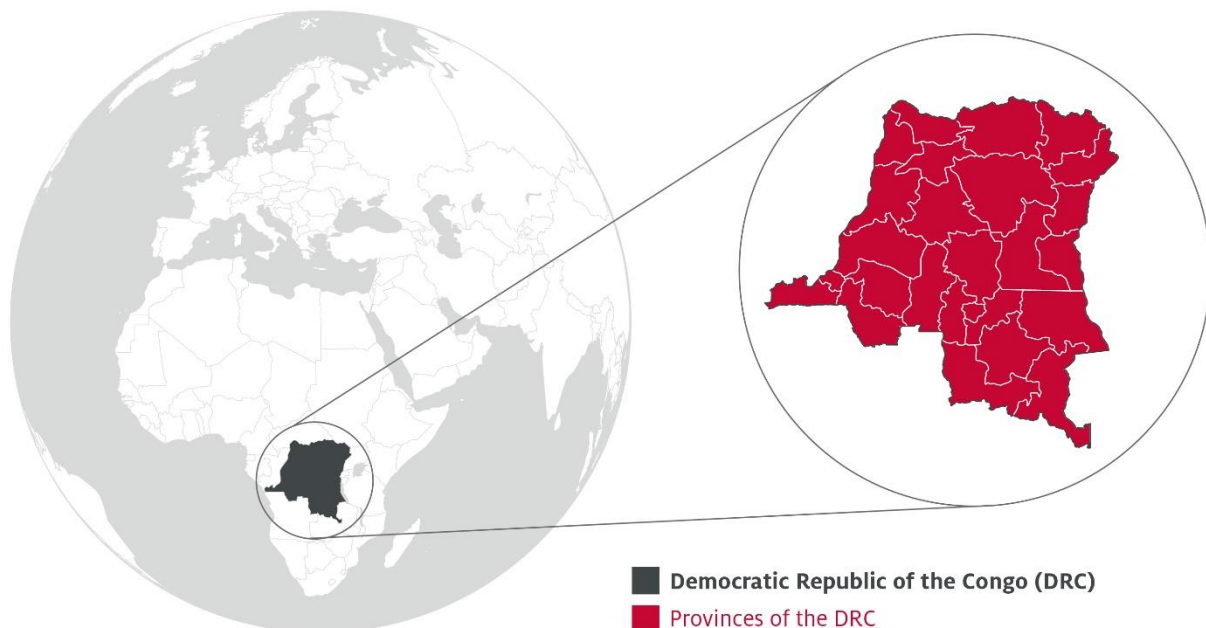 Democratic Republic of the Congo (DRC)
Provinces of the DRC